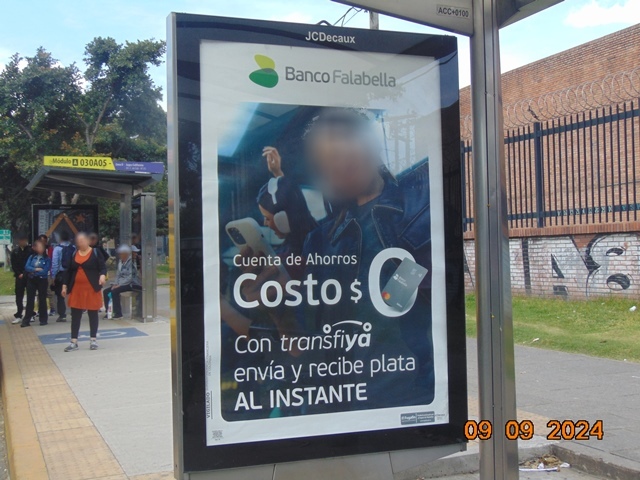 ACC+0100
JCDecaux
Banco Falabella
Módulo A 030A05
Cuenta de Ahorros
Costo $ 0
Con transfiyá
envía y recibe plata
AL INSTANTE
09 09 2024